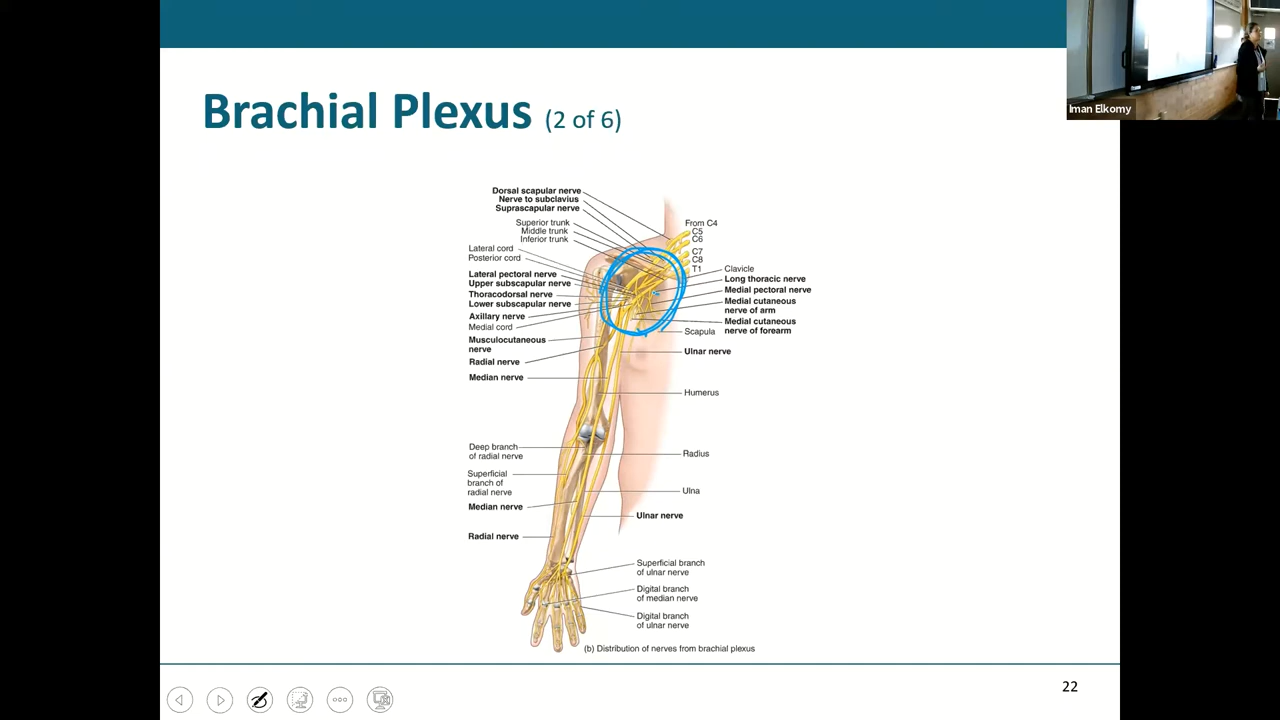 Iman Elkomy
Brachial Plexus (2 of 6)
Dorsal scapular nerve
Nerve to subclavius
Suprascapular nerve
Superior trunk
Middle trunk
Inferior trunk
Lateral cord
Posterior cord
Lateral pectoral nerve
Upper subscapular nerve
Thoracodorsal nerve
Lower subscapular nerve
Axillary nerve
Medial cord
Musculocutaneous
nerve
Radial nerve
Median nerve
Deep branch
of radial nerve
Superficial
branch of
radial nerve
Median nerve
Radial nerve
From C4
C5
C6
C7
C8
T1
Clavicle
Long thoracic nerve
Medial pectoral nerve
Medial cutaneous
nerve of arm
Medial cutaneous
nerve of forearm
Scapula
Ulnar nerve
Humerus
Radius
Ulna
Ulnar nerve
Superficial branch
of ulnar nerve
Digital branch
of median nerve
Digital branch
of ulnar nerve
(b) Distribution of nerves from brachial plexus
22